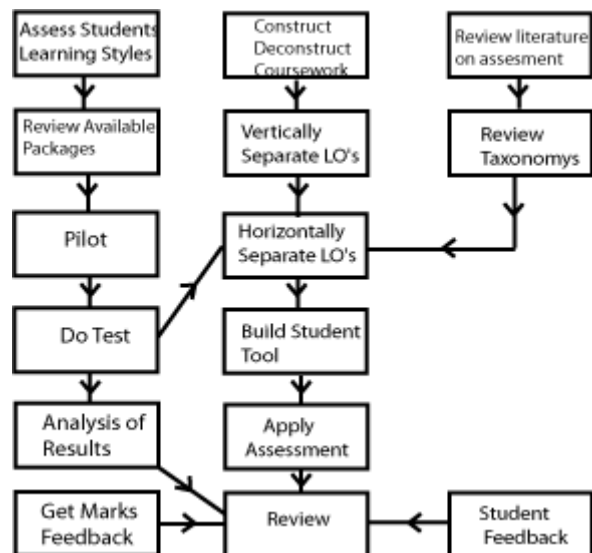 Assess Students
Learning Styles
Construct
Deconstruct
Coursework
Review literature
on assesment
Review Available
Packages
Vertically
Separate LO's
Review
Taxonomys
Pilot
Horizontally
Separate LO's
Do Test
Build Student
Tool
Analysis of
Results
Apply
Assessment
Get Marks
Feedback
Review
Student
Feedback